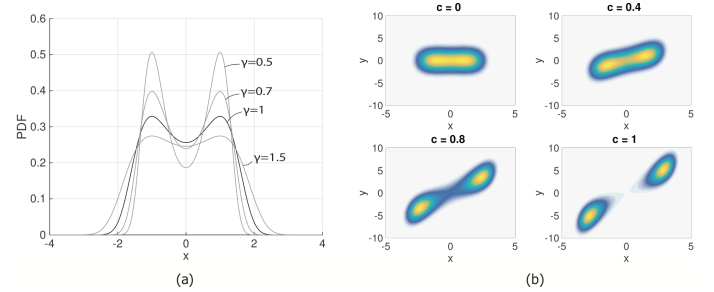 0.6
0.5
0.4
0.3
0.2
0.1
0
PDF
-4
-2
0
2
4
x
γ=0.5
γ=0.7
γ=1
γ=1.5
(a)
c = 0
10
5
0
-5
-10
y
-5
0
5
x
c = 0.4
10
5
0
-5
-10
y
-5
0
5
x
c = 0.8
10
5
0
-5
-10
y
-5
0
5
x
c = 1
10
5
0
-5
-10
y
-5
0
5
x
(b)